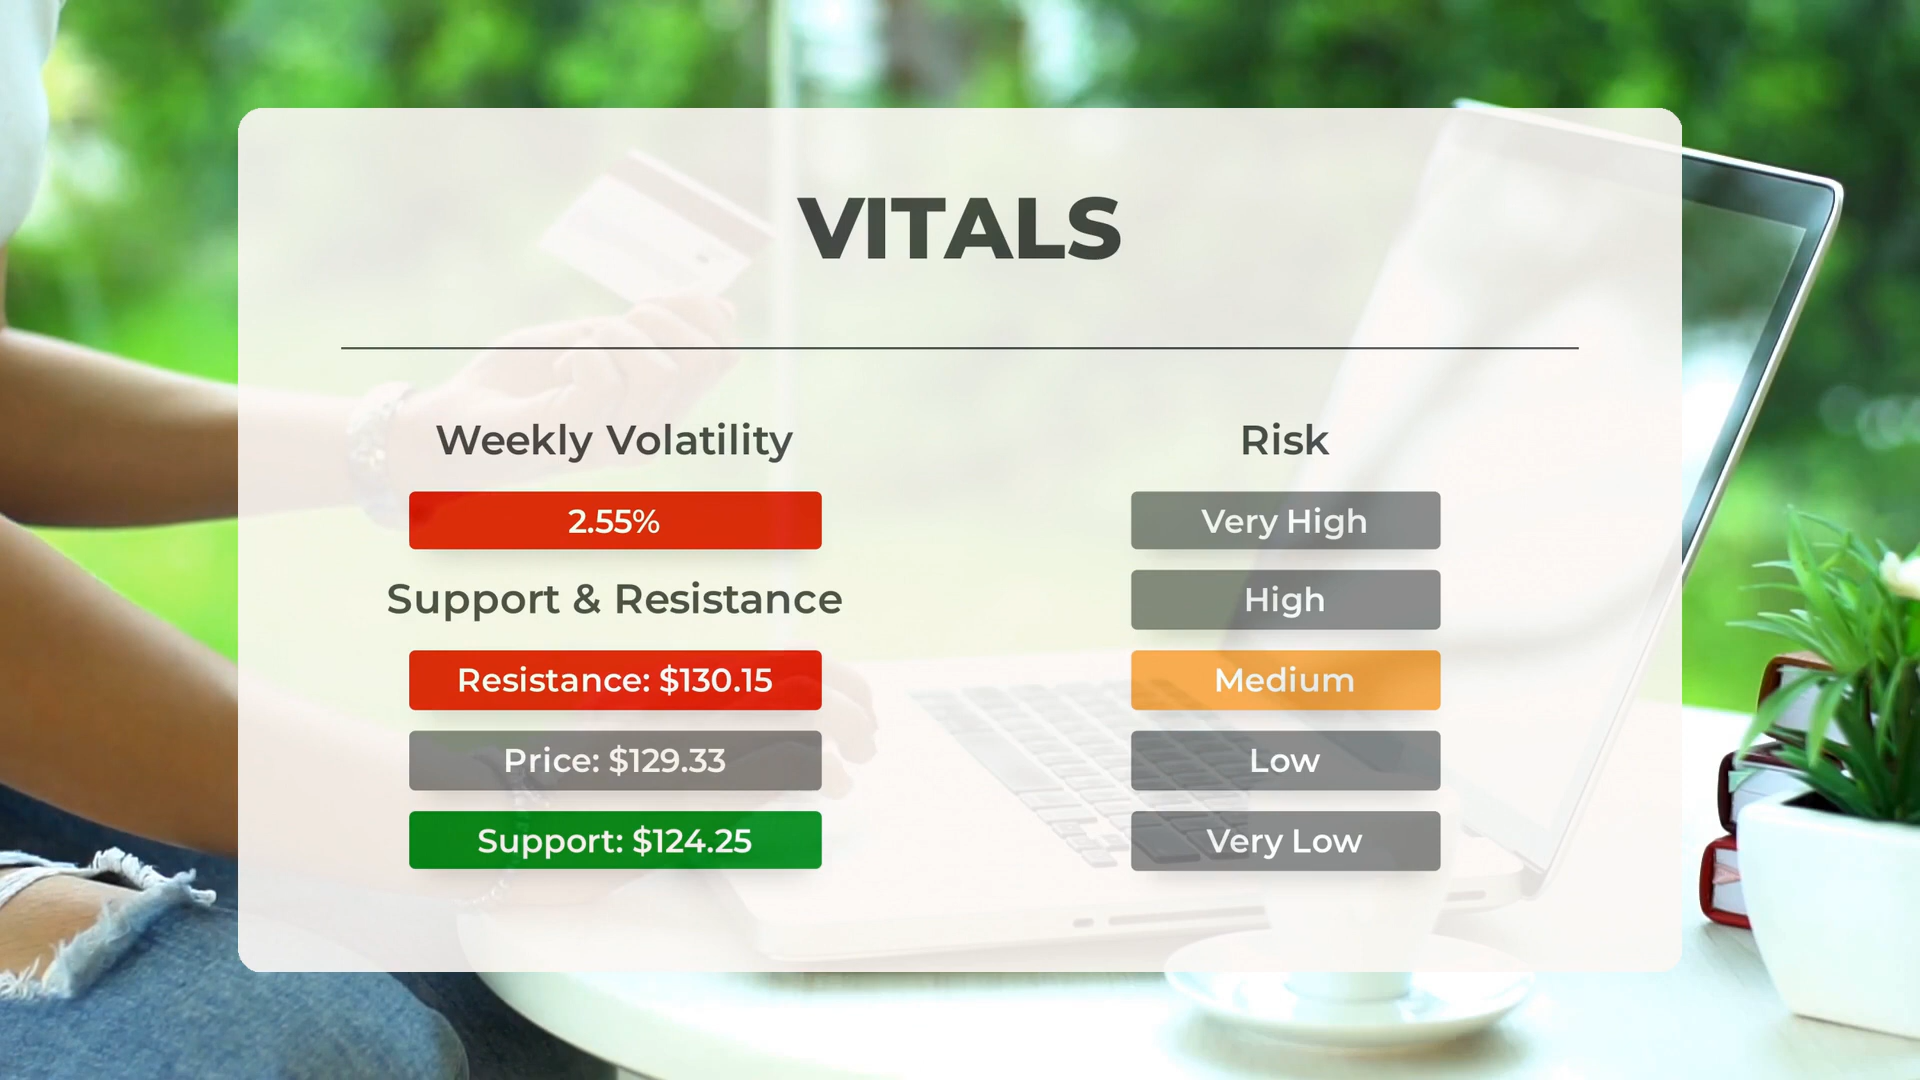 VITALS
Weekly Volatility
2.55%
Support & Resistance
Resistance: $130.15
Price: $129.33
Support: $124.25
Risk
Very High
High
Medium
Low
Very Low